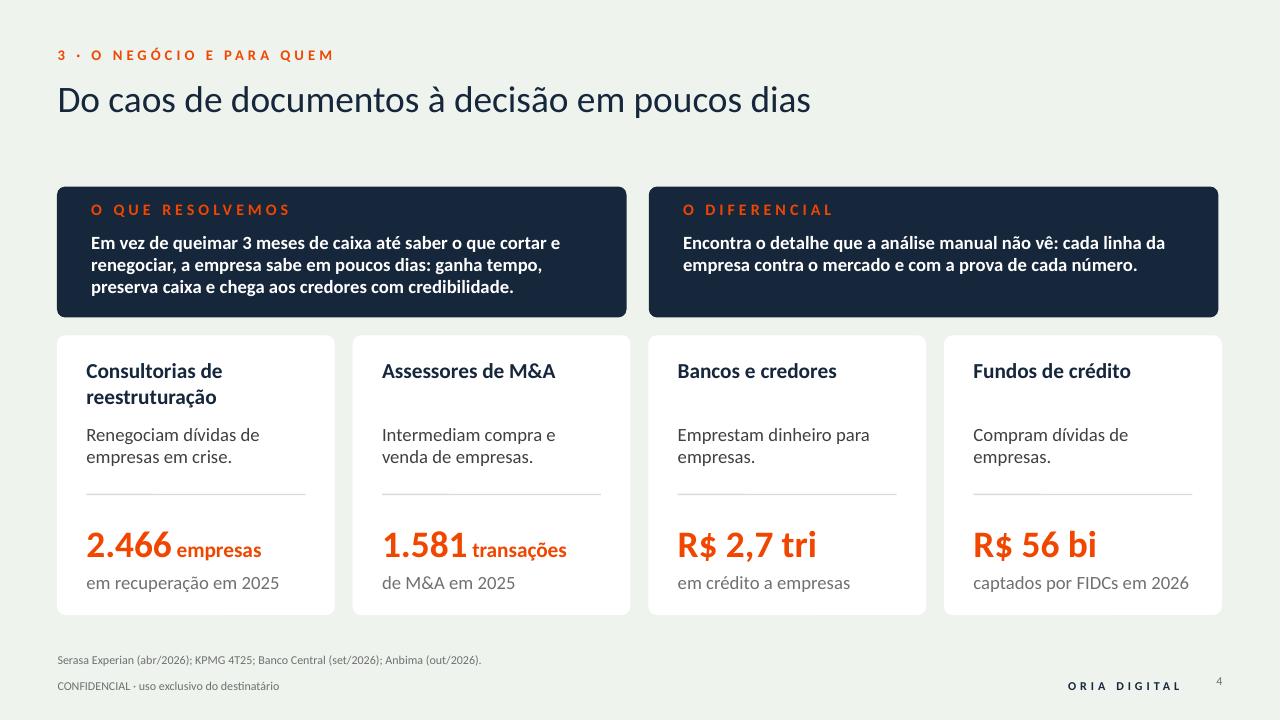 3 · O NEGÓCIO E PARA QUEM
Do caos de documentos à decisão em poucos dias
O QUE RESOLVEMOS
Em vez de queimar 3 meses de caixa até saber o que cortar e
renegociar, a empresa sabe em poucos dias: ganha tempo,
preserva caixa e chega aos credores com credibilidade.
O DIFERENCIAL
Encontra o detalhe que a análise manual não vê: cada linha da
empresa contra o mercado e com a prova de cada número.
Consultorias de
reestruturação
Renegociam dívidas de
empresas em crise.
2.466 empresas
em recuperação em 2025
Assessores de M&A
Intermediam compra e
venda de empresas.
1.581 transações
de M&A em 2025
Bancos e credores
Emprestam dinheiro para
empresas.
R$ 2,7 tri
em crédito a empresas
Fundos de crédito
Compram dívidas de
empresas.
R$ 56 bi
captados por FIDCs em 2026
Serasa Experian (abr/2026); KPMG 4T25; Banco Central (set/2026); Anbima (out/2026).
CONFIDENCIAL · uso exclusivo do destinatário
ORIA DIGITAL
4